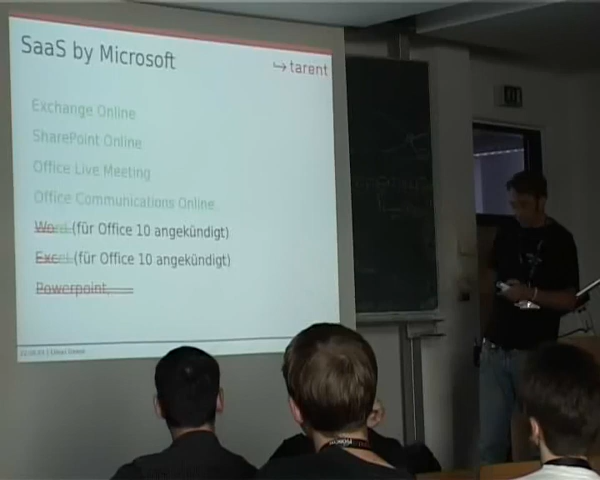 SaaS by Microsoft
tarent
Exchange Online
SharePoint Online
Office Live Meeting
Office Communications Online
Word (für Office 10 angekündigt)
Excel (für Office 10 angekündigt)
Powerpoint